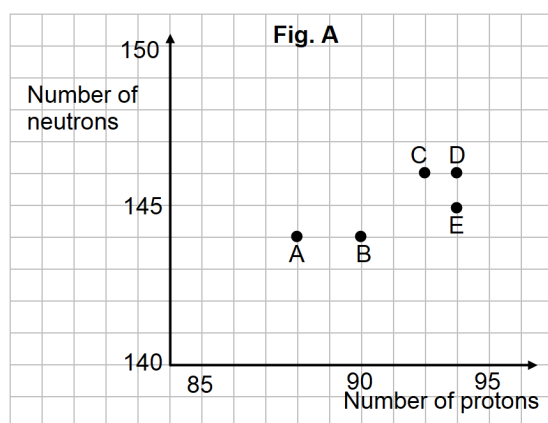 Fig. A
150
Number of
neutrons
C D
145
E
A B
140
85 90 95
Number of protons